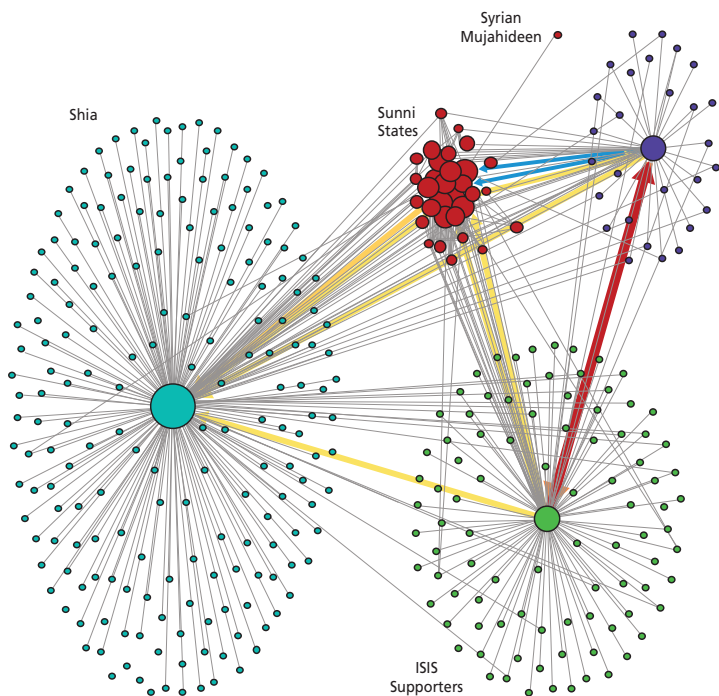 Syrian
Mujahideen
Shia
Sunni
States
ISIS
Supporters